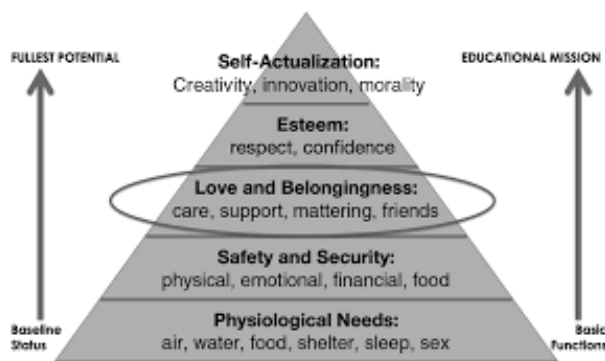 FULLEST POTENTIAL
EDUCATIONAL MISSION
Self-Actualization:
Creativity, innovation, morality
Esteem:
respect, confidence
Love and Belongingness:
care, support, mattering, friends
Safety and Security:
physical, emotional, financial, food
Baseline
Status
Physiological Needs:
air, water, food, shelter, sleep, sex
Basic
Functions